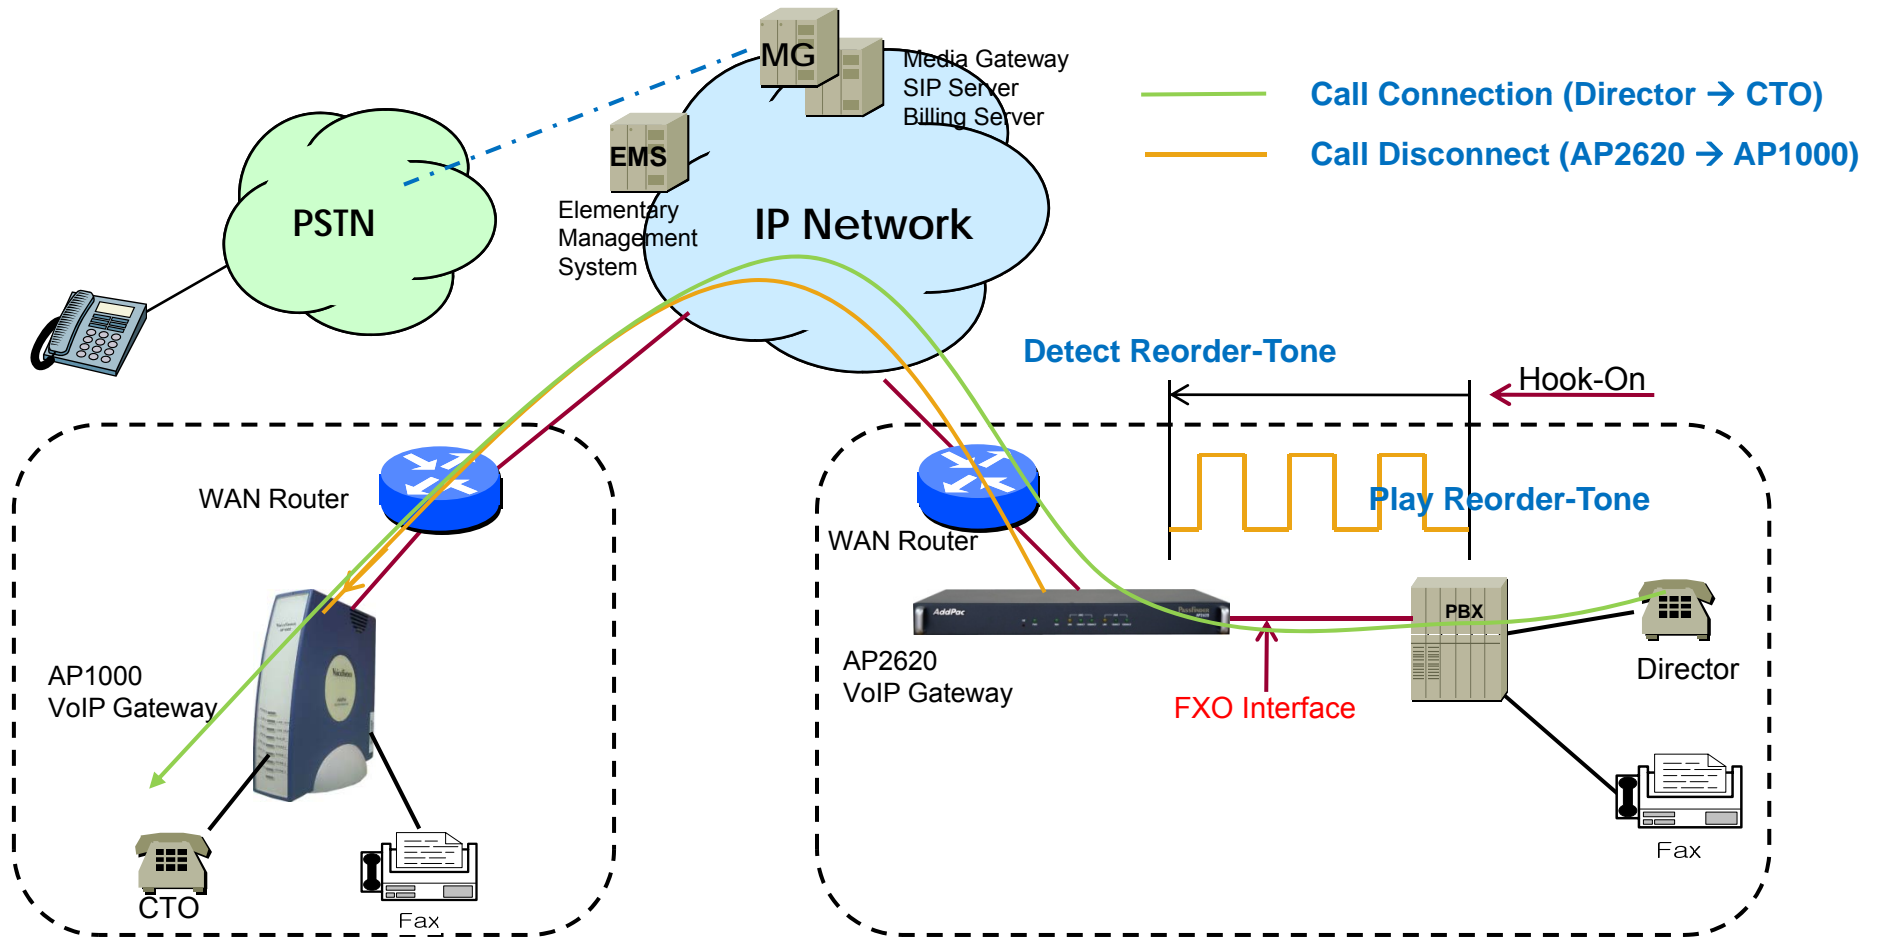 MG
Media Gateway
SIP Server
Billing Server
Call Connection (Director → CTO)
Call Disconnect (AP2620 → AP1000)
EMS
Elementary
Management
System
PSTN
IP Network
Detect Reorder-Tone
Hook-On
WAN Router
Play Reorder-Tone
WAN Router
AddPac
PBX
AP2620
VoIP Gateway
FXO Interface
Director
AP1000
VoIP Gateway
Fax
CTO
Fax